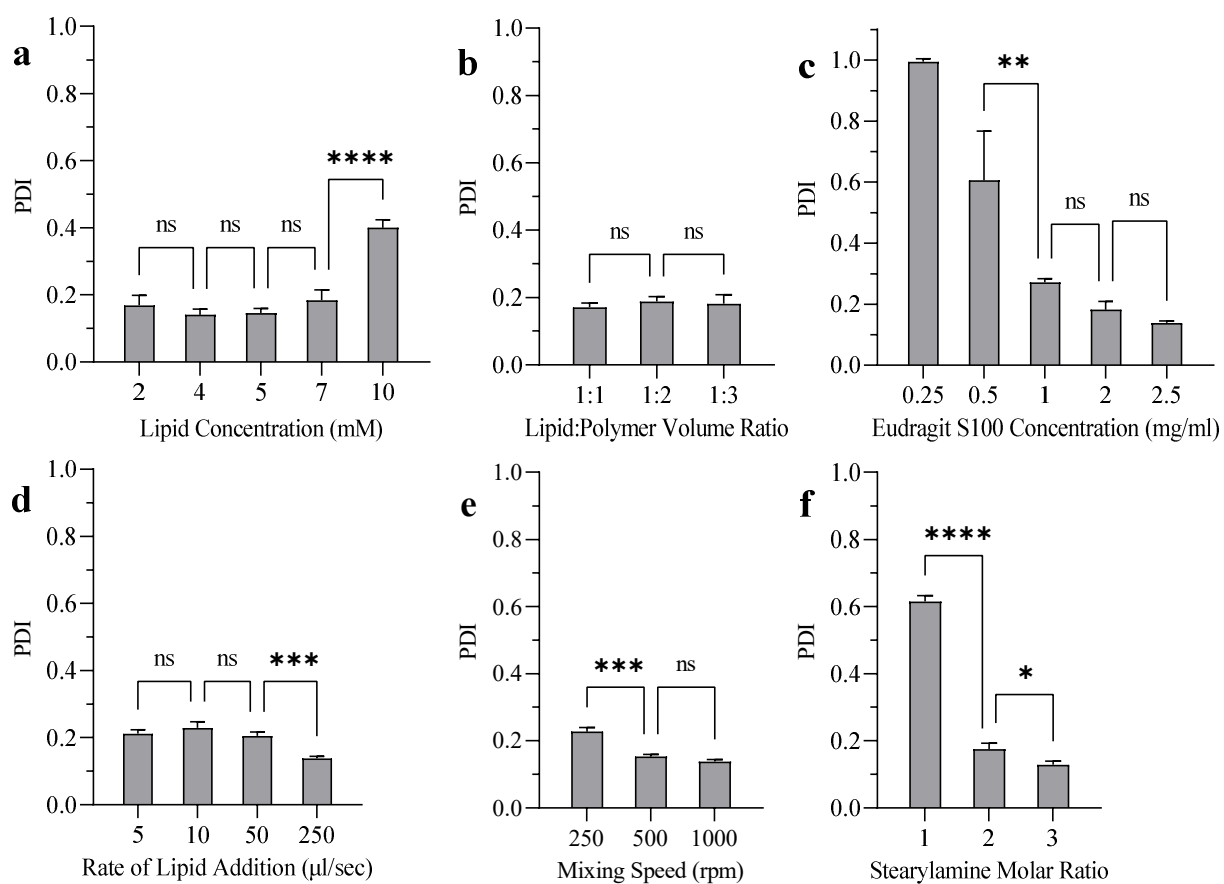 a
1.0
0.8
0.6
0.4
0.2
0.0
PDI
ns
ns
ns
****
2 4 5 7 10
Lipid Concentration (mM)
b
1.0
0.8
0.6
0.4
0.2
0.0
PDI
ns
ns
1:1 1:2 1:3
Lipid:Polymer Volume Ratio
c
1.0
0.8
0.6
0.4
0.2
0.0
PDI
**
ns
ns
0.25 0.5 1 2 2.5
Eudragit S100 Concentration (mg/ml)
d
1.0
0.8
0.6
0.4
0.2
0.0
PDI
ns
ns
***
5 10 50 250
Rate of Lipid Addition (µl/sec)
e
1.0
0.8
0.6
0.4
0.2
0.0
PDI
***
ns
250 500 1000
Mixing Speed (rpm)
f
1.0
0.8
0.6
0.4
0.2
0.0
PDI
****
*
1 2 3
Stearylamine Molar Ratio